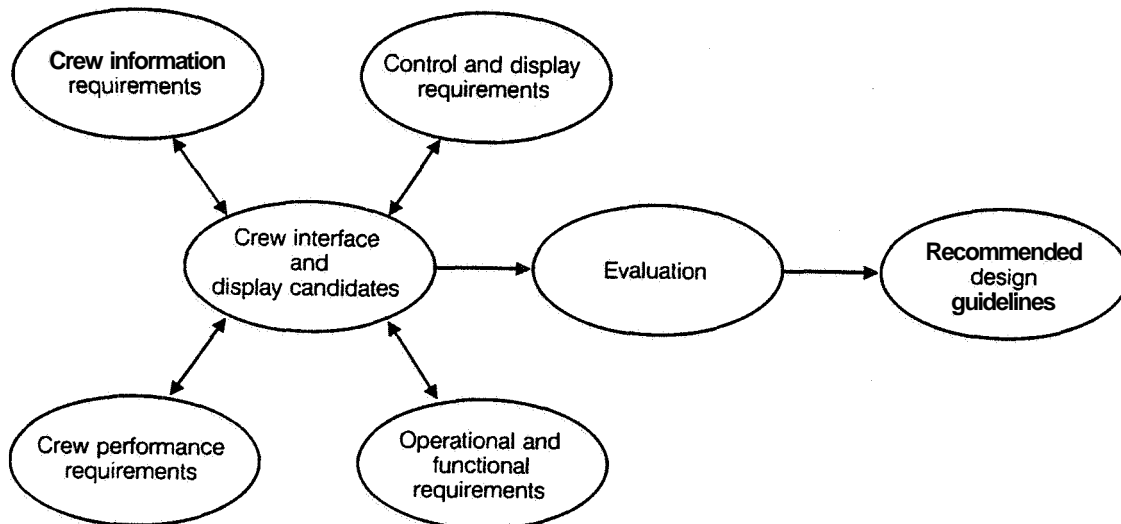 Crew information
requirements
Control and display
requirements
Crew interface
and
display candidates
Evaluation
Recommended
design
guidelines
Crew performance
requirements
Operational and
functional
requirements